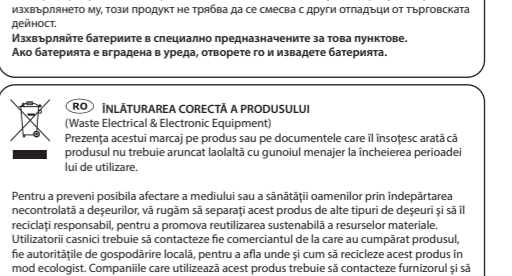 изхвърлянето му, този продукт не трябва да се смесва с други отпадъци от търговската
дейност.
Изхвърляйте батериите в специално предназначените за това пунктове.
Ако батерията е вградена в уреда, отворете го и извадете батерията.
RO ÎNLĂTURAREA CORECTĂ A PRODUSULUI
(Waste Electrical & Electronic Equipment)
Prezența acestui marcaj pe produs sau pe documentele care îl însoțesc arată că
produsul nu trebuie aruncat laolaltă cu gunoiul menajer la încheierea perioadei
lui de utilizare.
Pentru a preveni posibila afectare a mediului sau a sănătății oamenilor prin îndepărtarea
necontrolată a deșeurilor, vă rugăm să separați acest produs de alte tipuri de deșeuri și să îl
reciclați responsabil, pentru a promova reutilizarea sustenabilă a resurselor materiale.
Utilizatorii casnici trebuie să contacteze fie comerciantul de la care au cumpărat produsul,
fie autoritățile de gospodărire locală, pentru a afla unde și cum să recicleze acest produs în
mod ecologist. Companiile care utilizează acest produs trebuie să contacteze furnizorul și să